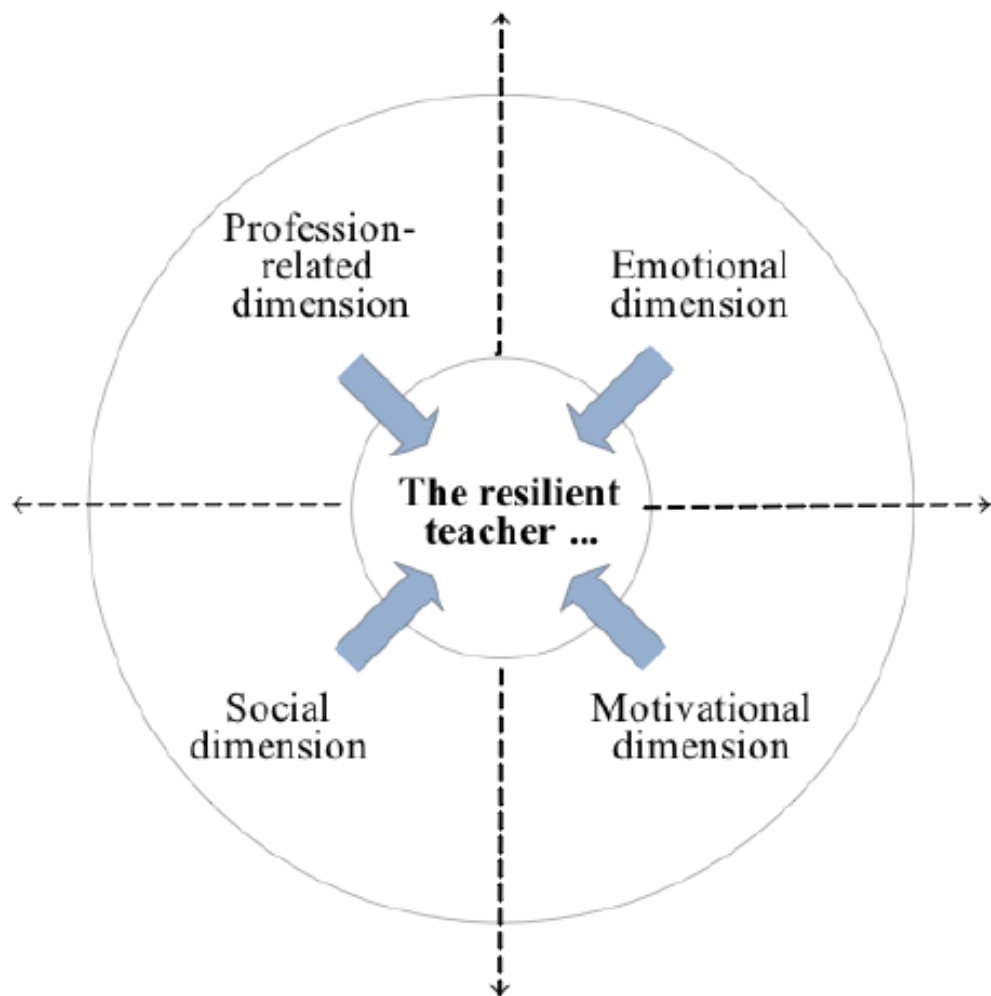 Profession-
related
dimension
Emotional
dimension
The resilient
teacher ...
Social
dimension
Motivational
dimension